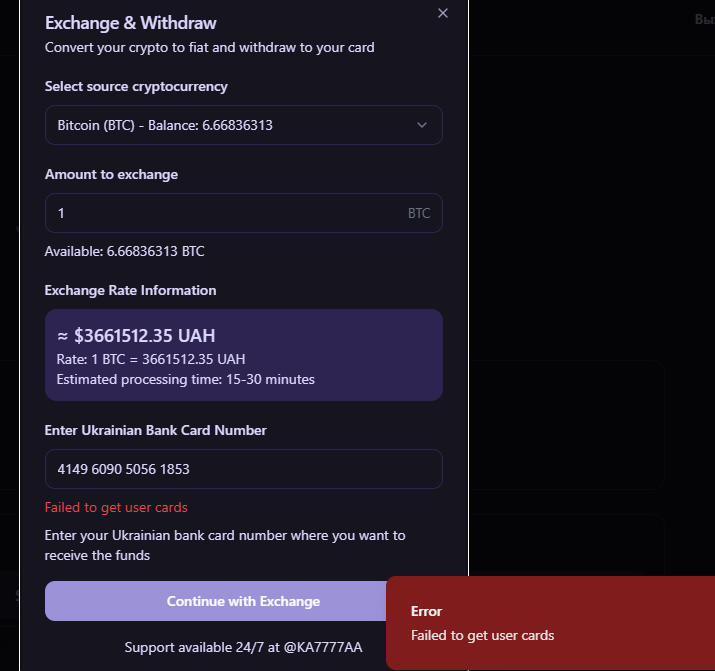 Exchange & Withdraw
Convert your crypto to fiat and withdraw to your card
Select source cryptocurrency
Bitcoin (BTC) - Balance: 6.66836313
Amount to exchange
1 BTC
Available: 6.66836313 BTC
Exchange Rate Information
≈ $3661512.35 UAH
Rate: 1 BTC = 3661512.35 UAH
Estimated processing time: 15-30 minutes
Enter Ukrainian Bank Card Number
4149 6090 5056 1853
Failed to get user cards
Enter your Ukrainian bank card number where you want to
receive the funds
Continue with Exchange
Error
Failed to get user cards
Support available 24/7 at @KA7777AA